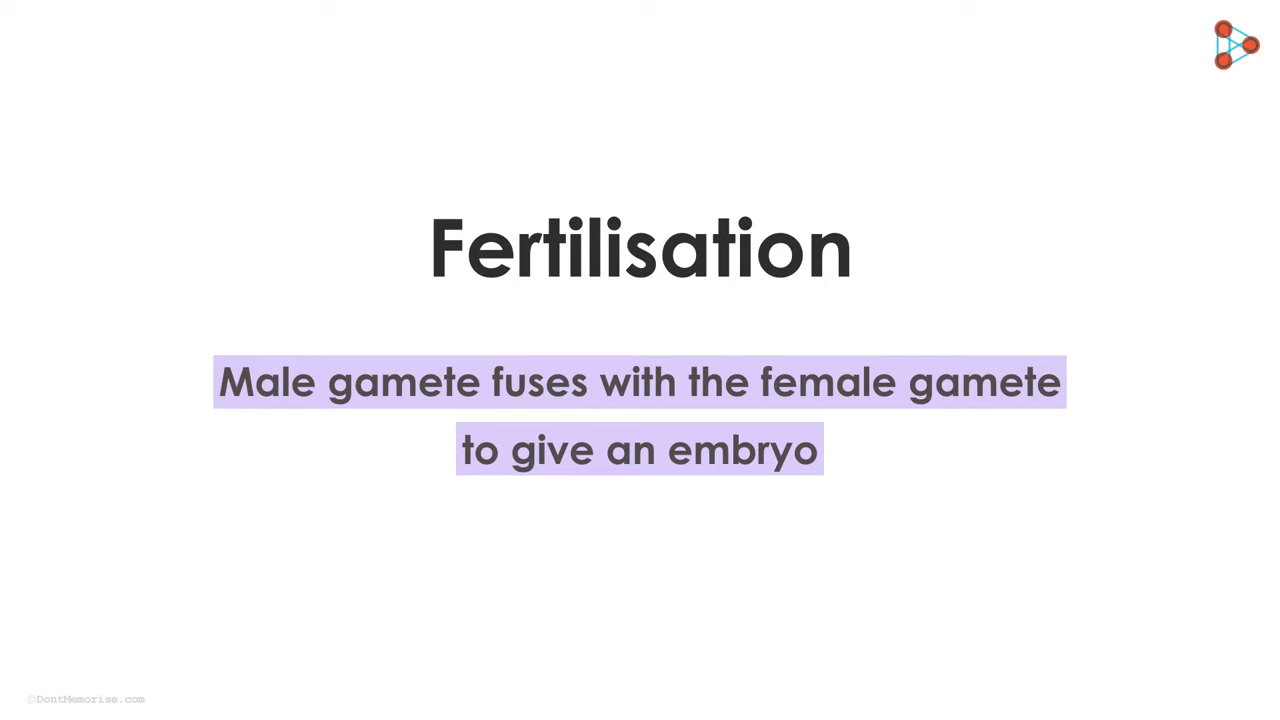 Fertilisation
Male gamete fuses with the female gamete
to give an embryo
©DontMemorise.com